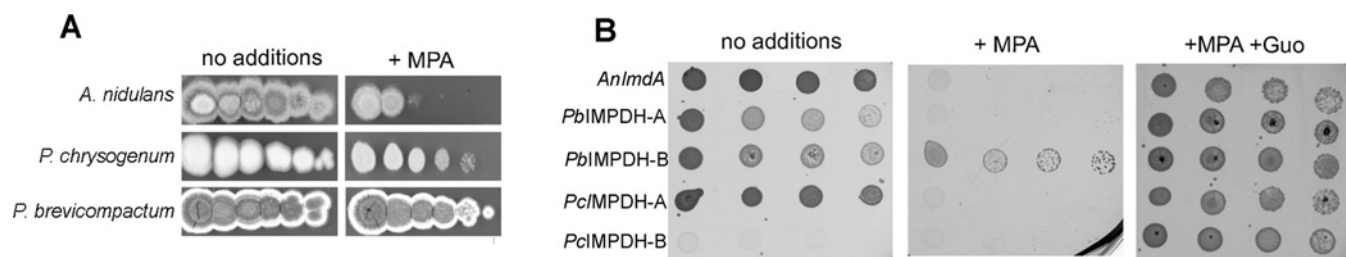 A
no additions
+ MPA
A. nidulans
P. chrysogenum
P. brevicompactum
B
no additions
+ MPA
+MPA +Guo
AnImdA
PbIMPDH-A
PbIMPDH-B
PcIMPDH-A
PcIMPDH-B